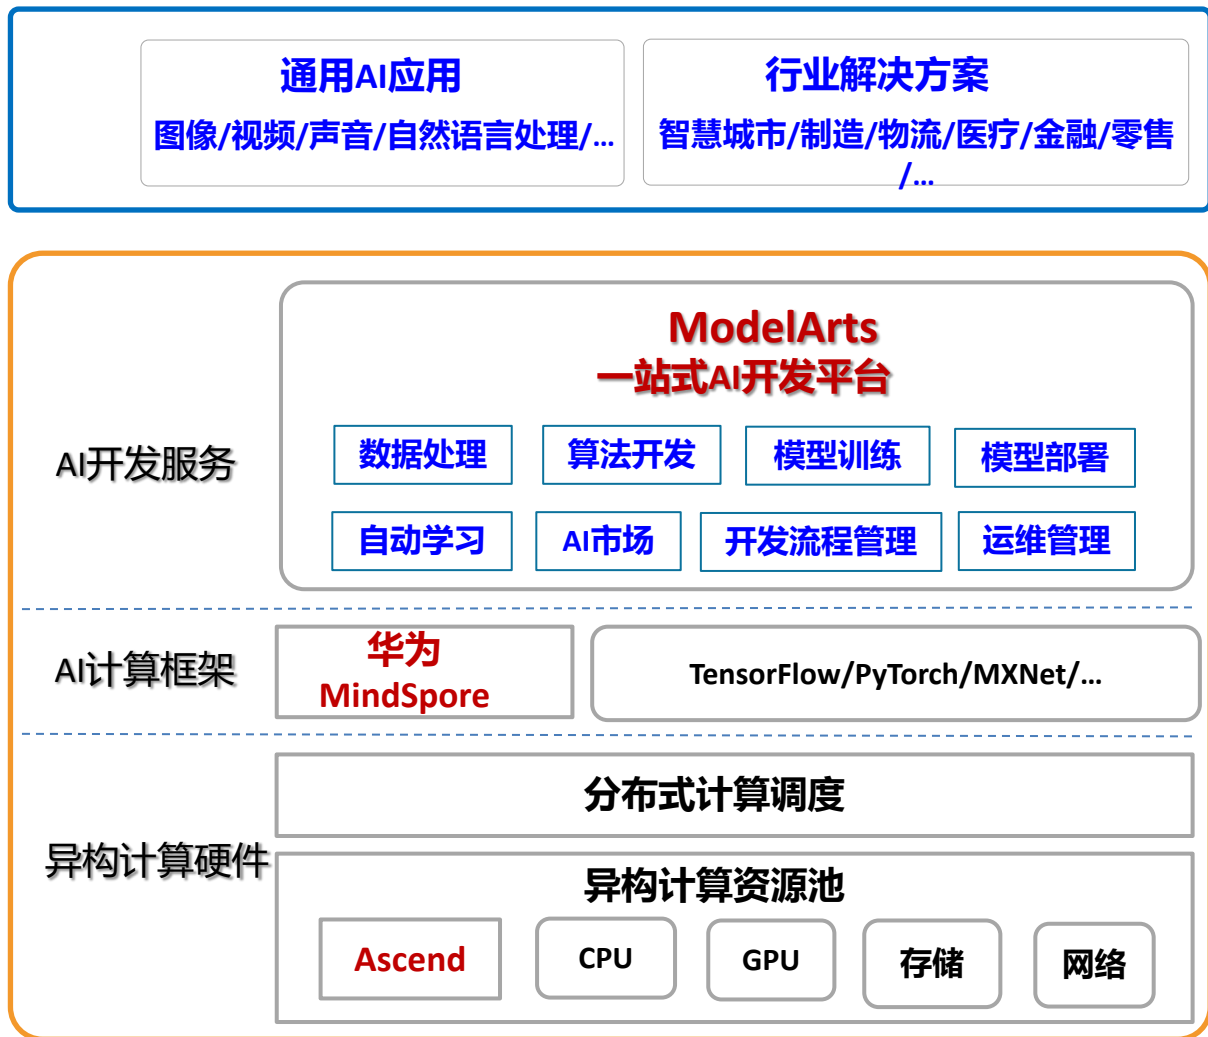 通用AI应用
图像/视频/声音/自然语言处理/...
行业解决方案
智慧城市/制造/物流/医疗/金融/零售
/...
ModelArts
一站式AI开发平台
AI开发服务
数据处理
算法开发
模型训练
模型部署
自动学习
AI市场
开发流程管理
运维管理
AI计算框架
华为
MindSpore
TensorFlow/PyTorch/MXNet/...
异构计算硬件
分布式计算调度
异构计算资源池
Ascend
CPU
GPU
存储
网络